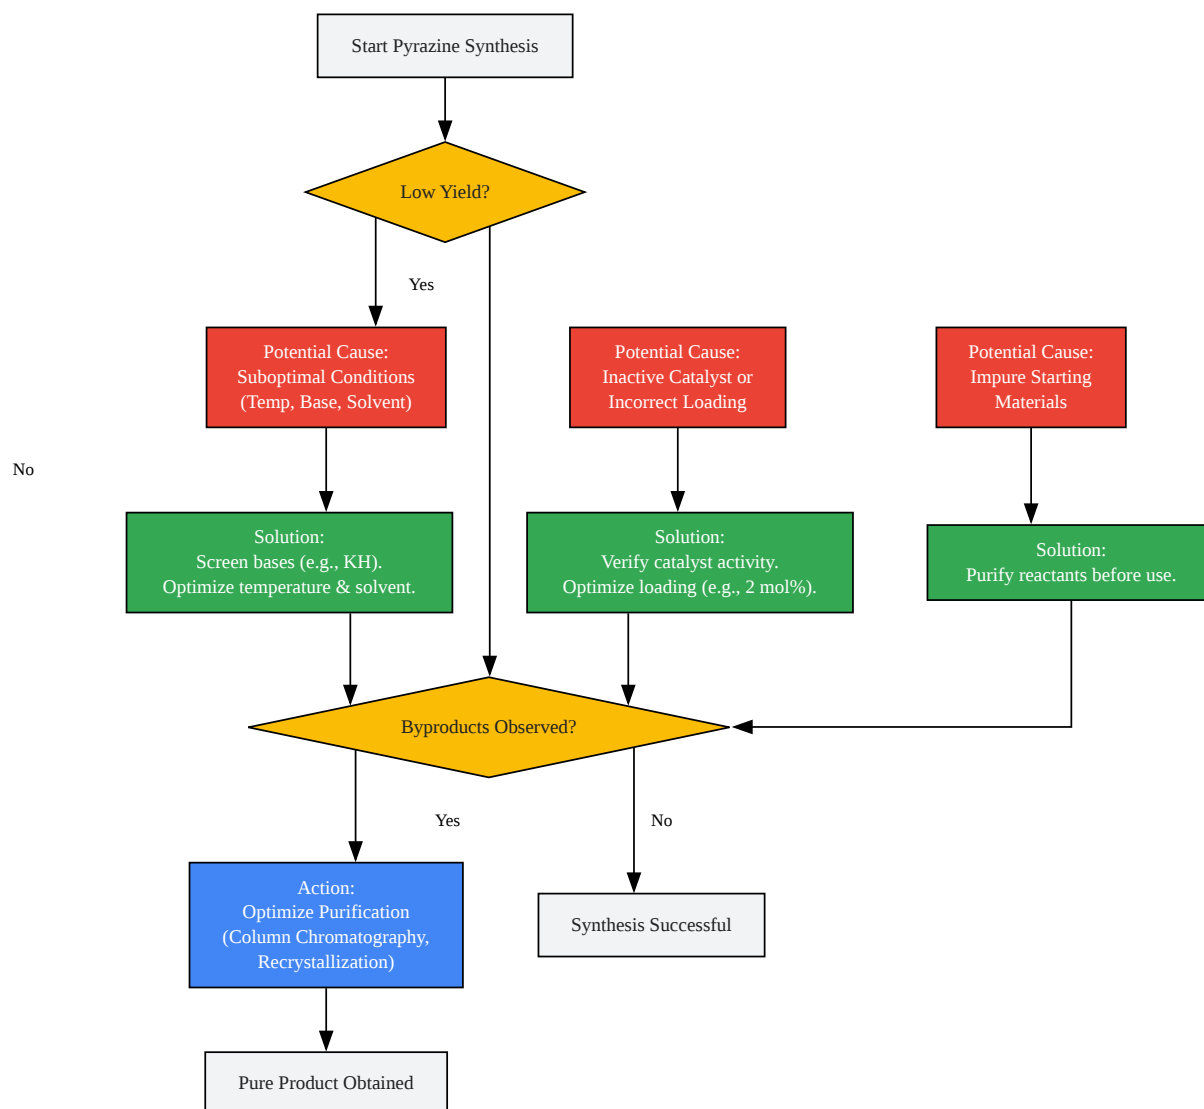 Start Pyrazine Synthesis
Low Yield?
Yes
Potential Cause:
Suboptimal Conditions
(Temp, Base, Solvent)
Potential Cause:
Inactive Catalyst or
Incorrect Loading
Potential Cause:
Impure Starting
Materials
No
Solution:
Screen bases (e.g., KH).
Optimize temperature & solvent.
Solution:
Verify catalyst activity.
Optimize loading (e.g., 2 mol%).
Solution:
Purify reactants before use.
Byproducts Observed?
Yes
No
Action:
Optimize Purification
(Column Chromatography,
Recrystallization)
Synthesis Successful
Pure Product Obtained